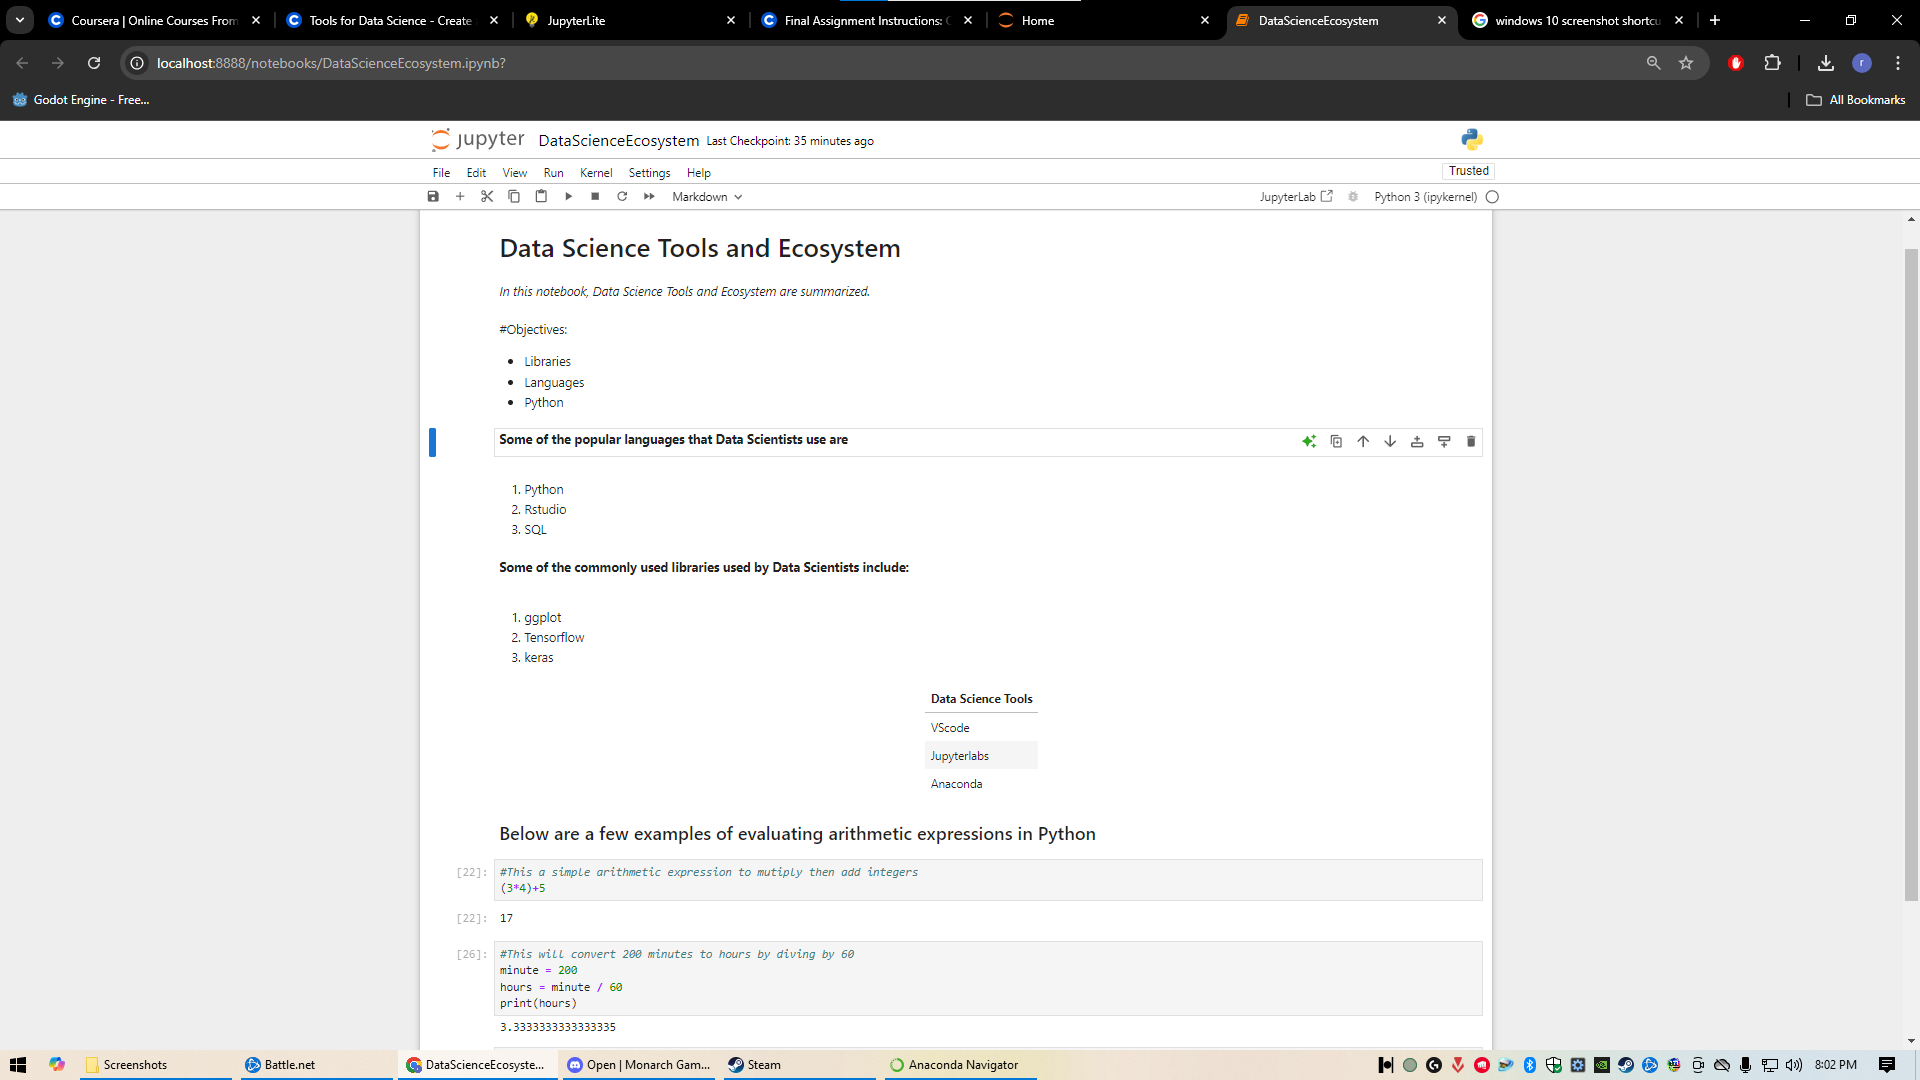 Coursera | Online Courses From
Tools for Data Science - Create
JupyterLite
Final Assignment Instructions: C
Home
DataScienceEcosystem
windows 10 screenshot shortcu
localhost:8888/notebooks/DataScienceEcosystem.ipynb?
r
Godot Engine - Free...
All Bookmarks
jupyter DataScienceEcosystem Last Checkpoint: 35 minutes ago
File Edit View Run Kernel Settings Help
Trusted
Markdown
JupyterLab
Python 3 (ipykernel)
Data Science Tools and Ecosystem
In this notebook, Data Science Tools and Ecosystem are summarized.
#Objectives:
• Libraries
• Languages
• Python
Some of the popular languages that Data Scientists use are
1. Python
2. Rstudio
3. SQL
Some of the commonly used libraries used by Data Scientists include:
1. ggplot
2. Tensorflow
3. keras
Data Science Tools
VScode
Jupyterlabs
Anaconda
Below are a few examples of evaluating arithmetic expressions in Python
[22]: #This a simple arithmetic expression to mutiply then add integers
(3*4)+5
[22]: 17
[26]: #This will convert 200 minutes to hours by diving by 60
minute = 200
hours = minute / 60
print(hours)
3.3333333333333335
Screenshots
Battle.net
DataScienceEcosyste...
Open | Monarch Gam...
Steam
Anaconda Navigator
8:02 PM